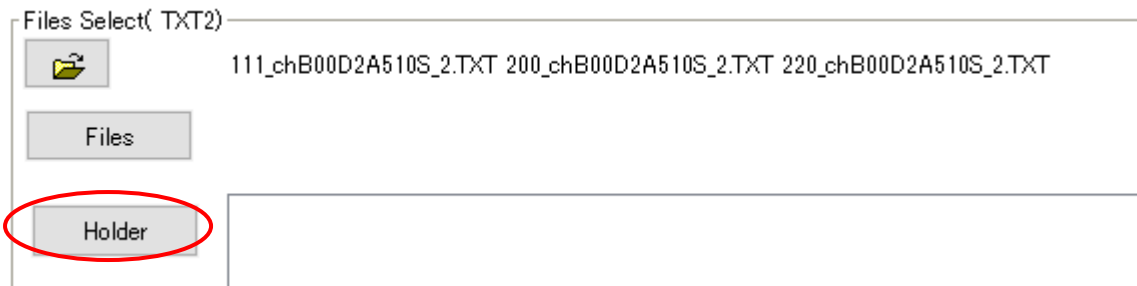 Files Select( TXT2)
111_chB00D2A510S_2.TXT 200_chB00D2A510S_2.TXT 220_chB00D2A510S_2.TXT
Files
Holder